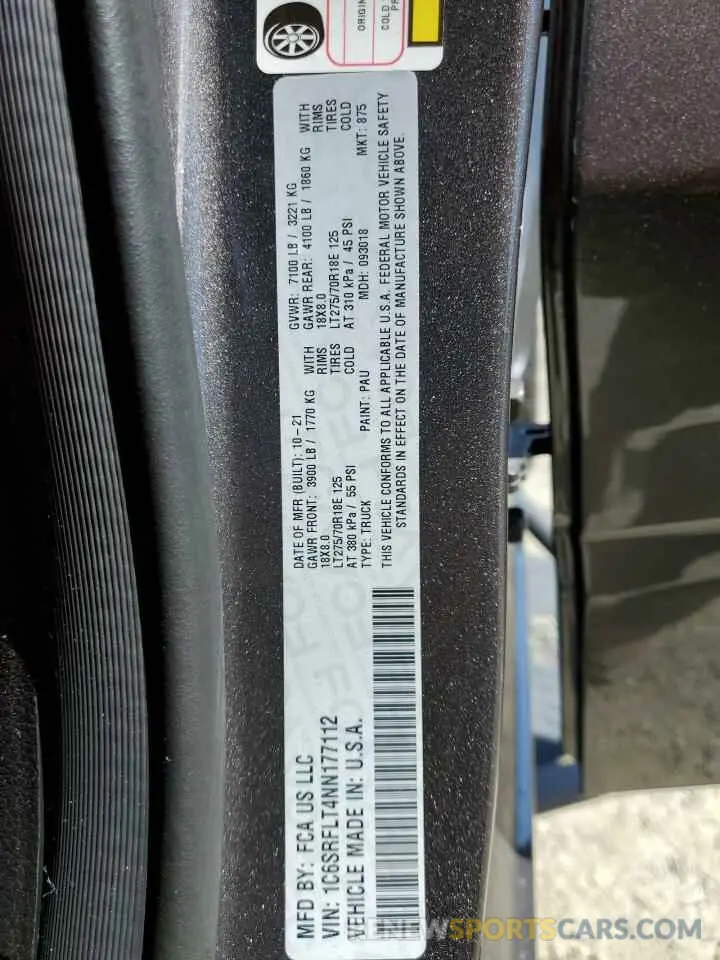 ORIGIN
COLD
MFD BY: FCA US LLC
VIN: 1C6SRFLT4NN177112
VEHICLE MADE IN: U.S.A.
DATE OF MFR (BUILT): 10-21
GAWR FRONT: 3900 LB / 1770 KG WITH
18X8.0 RIMS
LT275/70R18E 125 TIRES
AT 380 kPa / 55 PSI COLD
TYPE: TRUCK PAINT: PAU
GVWR: 7100 LB / 3221 KG
GAWR REAR: 4100 LB / 1860 KG WITH
18X8.0 RIMS
LT275/70R18E 125 TIRES
AT 310 kPa / 45 PSI COLD
MDH: 093018 MKT: 875
THIS VEHICLE CONFORMS TO ALL APPLICABLE U.S.A. FEDERAL MOTOR VEHICLE SAFETY
STANDARDS IN EFFECT ON THE DATE OF MANUFACTURE SHOWN ABOVE.
RENEWSPORTSCARS.COM